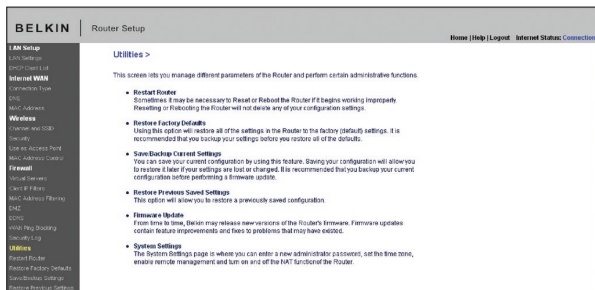 BELKIN
Router Setup
Home | Help | Logout Internet Status: Connection
LAN Setup
LAN Settings
DHCP Client List
Internet WAN
Connection Type
DNS
MAC Address
Wireless
Channel and SSID
Security
Use as Access Point
MAC Address Control
Firewall
Virtual Servers
Client IP Filters
MAC Address Filtering
DMZ
DDNS
WAN Ping Blocking
Security Log
Utilities
Restart Router
Restore Factory Defaults
Save/Backup Settings
Restore Previous Settings
Utilities >
This screen lets you manage different parameters of the Router and perform certain administrative functions.
• Restart Router
Sometimes it may be necessary to Reset or Reboot the Router if it begins working improperly.
Resetting or Rebooting the Router will not delete any of your configuration settings.
• Restore Factory Defaults
Using this option will restore all of the settings in the Router to the factory (default) settings. It is
recommended that you backup your settings before you restore all of the defaults.
• Save/Backup Current Settings
You can save your current configuration by using this feature. Saving your configuration will allow you
to restore it later if your settings are lost or changed. It is recommended that you backup your current
configuration before performing a firmware update.
• Restore Previous Saved Settings
This option will allow you to restore a previously saved configuration.
• Firmware Update
From time to time, Belkin may release new versions of the Router's firmware. Firmware updates
contain feature improvements and fixes to problems that may have existed.
• System Settings
The System Settings page is where you can enter a new administrator password, set the time zone,
enable remote management and turn on and off the NAT function of the Router.